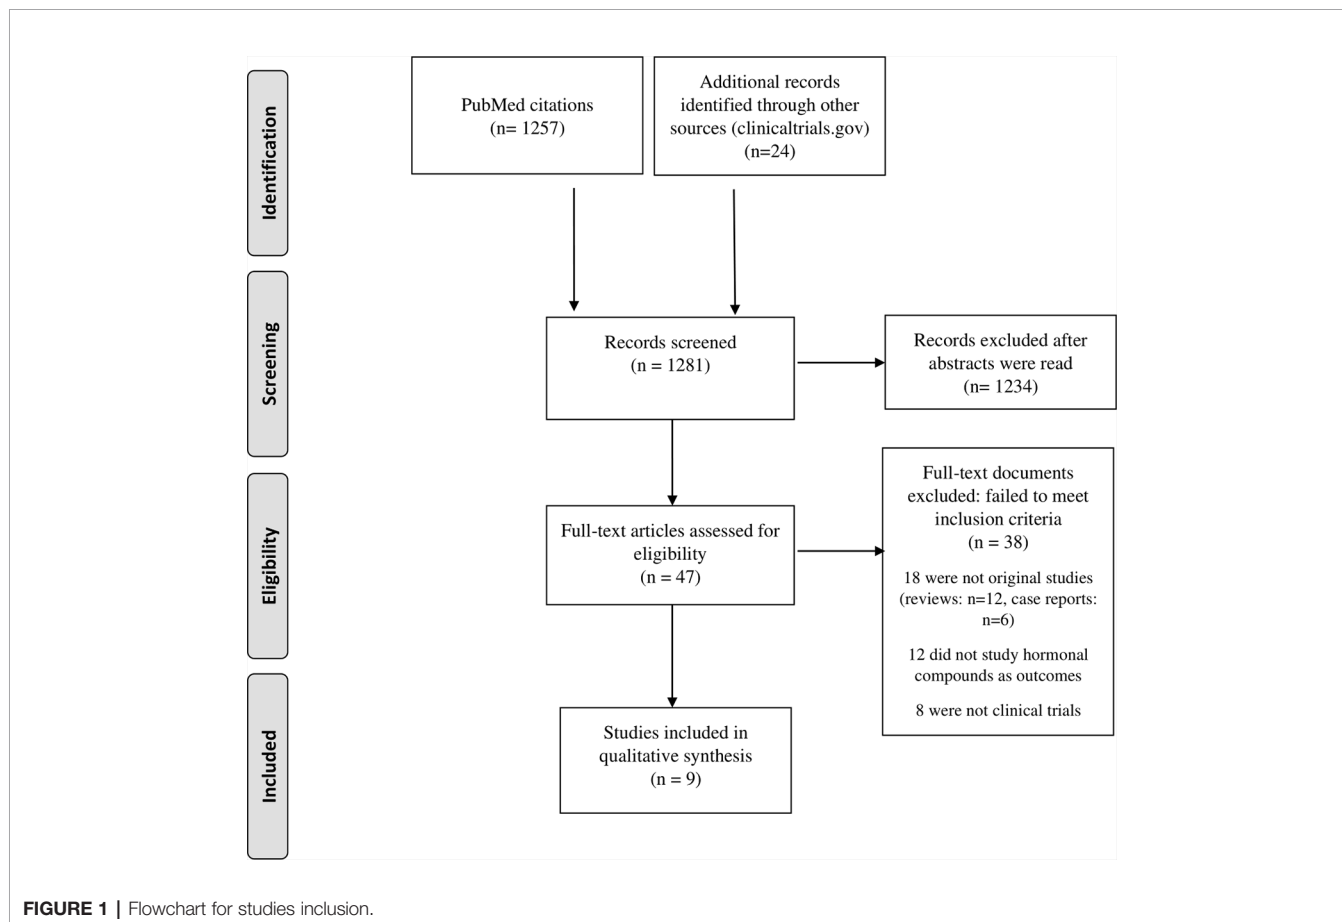 Identification
PubMed citations
(n= 1257)
Additional records
identified through other
sources (clinicaltrials.gov)
(n=24)
Screening
Records screened
(n = 1281)
Records excluded after
abstracts were read
(n= 1234)
Eligibility
Full-text articles assessed for
eligibility
(n = 47)
Full-text documents
excluded: failed to meet
inclusion criteria
(n = 38)
18 were not original studies
(reviews: n=12, case reports:
n=6)
12 did not study hormonal
compounds as outcomes
8 were not clinical trials
Included
Studies included in
qualitative synthesis
(n = 9)
FIGURE 1 | Flowchart for studies inclusion.